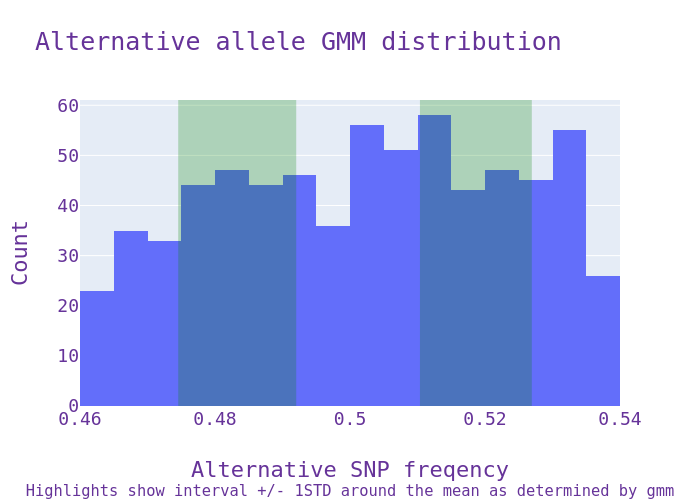 Alternative allele GMM distribution
60
50
40
30
20
10
0
Count
0.46 0.48 0.5 0.52 0.54
Alternative SNP freqency
Highlights show interval +/- 1STD around the mean as determined by gmm